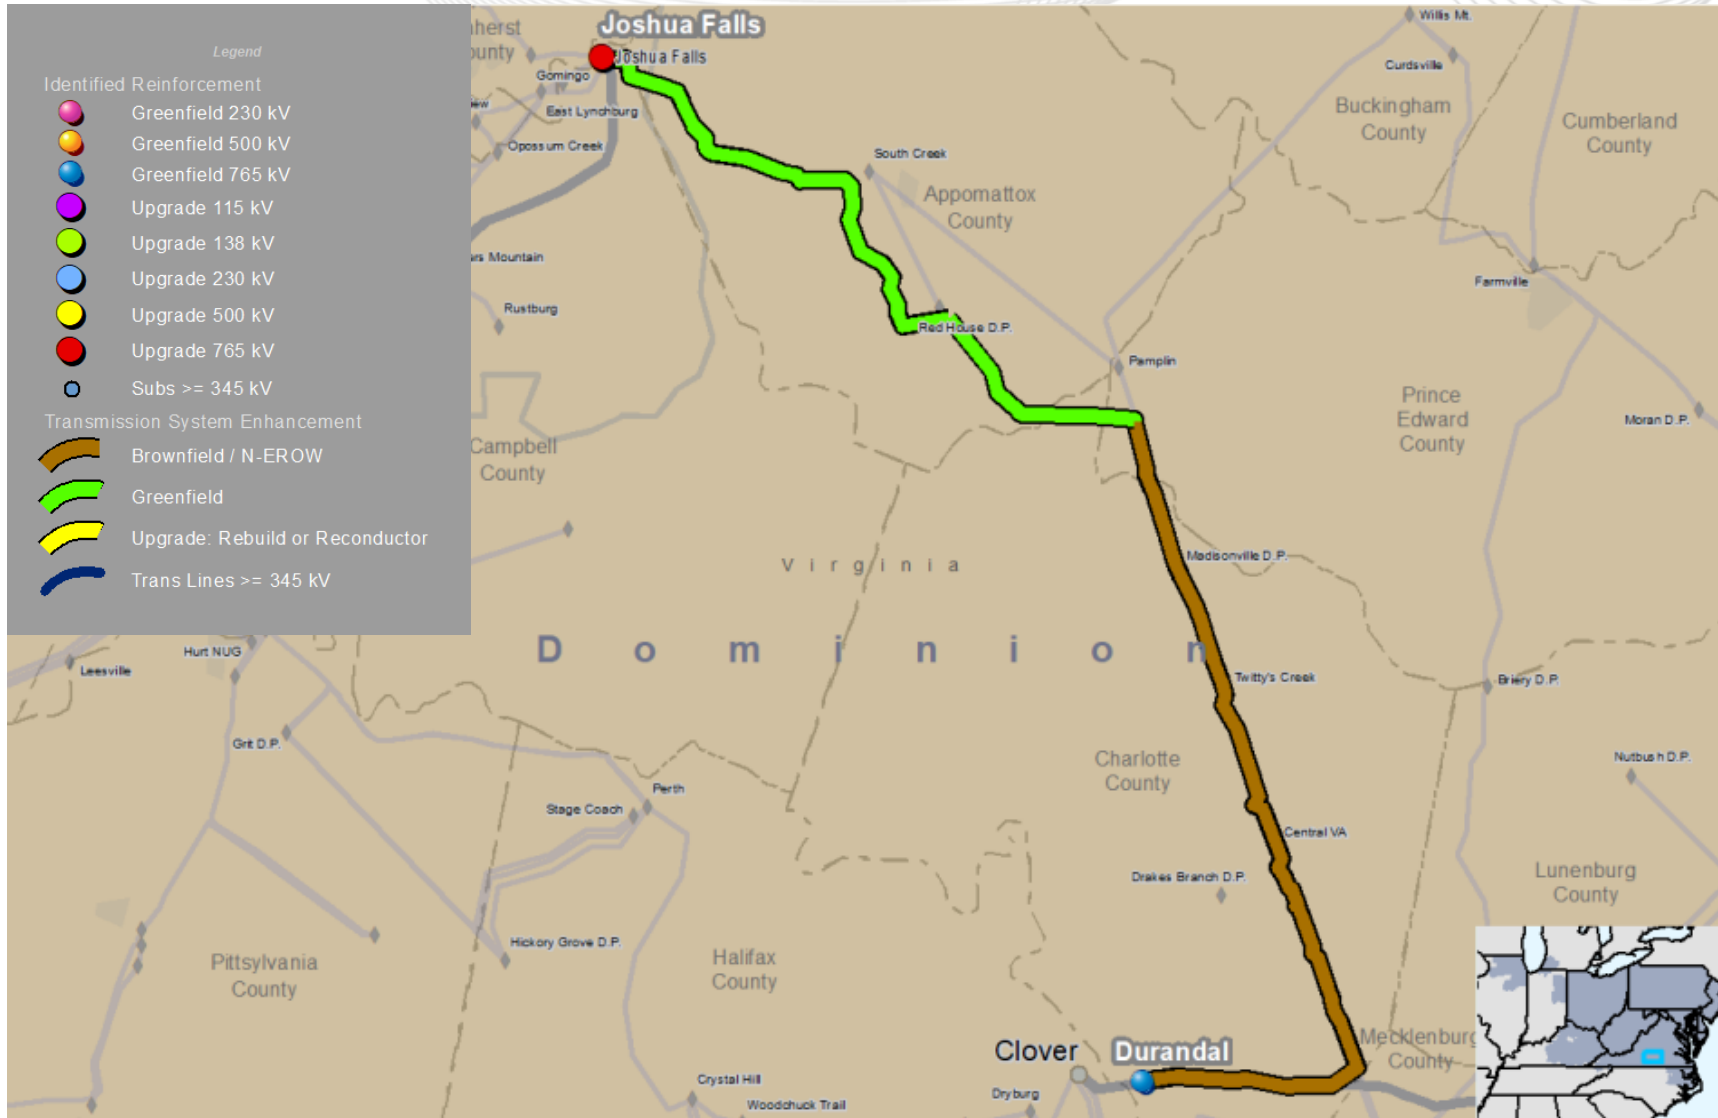 Legend
Identified Reinforcement
Greenfield 230 kV
Greenfield 500 kV
Greenfield 765 kV
Upgrade 115 kV
Upgrade 138 kV
Upgrade 230 kV
Upgrade 500 kV
Upgrade 765 kV
Subs >= 345 kV
Transmission System Enhancement
Brownfield / N-EROW
Greenfield
Upgrade: Rebuild or Reconductor
Trans Lines >= 345 kV
Joshua Falls
Joshua Falls
Gomingo
East Lynchburg
Opossum Creek
Rustburg
South Creek
Appomattox
County
Willis Mt.
Curdsville
Buckingham
County
Cumberland
County
Farmville
Red House D.P.
Pamplin
Prince
Edward
County
Moran D.P.
Campbell
County
Virginia
Madisonville D.P.
Dominion
Hurt NUG
Leesville
Twitty's Creek
Briery D.P.
Grit D.P.
Charlotte
County
Nutbush D.P.
Perth
Stage Coach
Central VA
Drakes Branch D.P.
Lunenburg
County
Hickory Grove D.P.
Pittsylvania
County
Halifax
County
Mecklenburg
County
Clover
Durandal
Crystal Hill
Woodchuck Trail
Dryburg